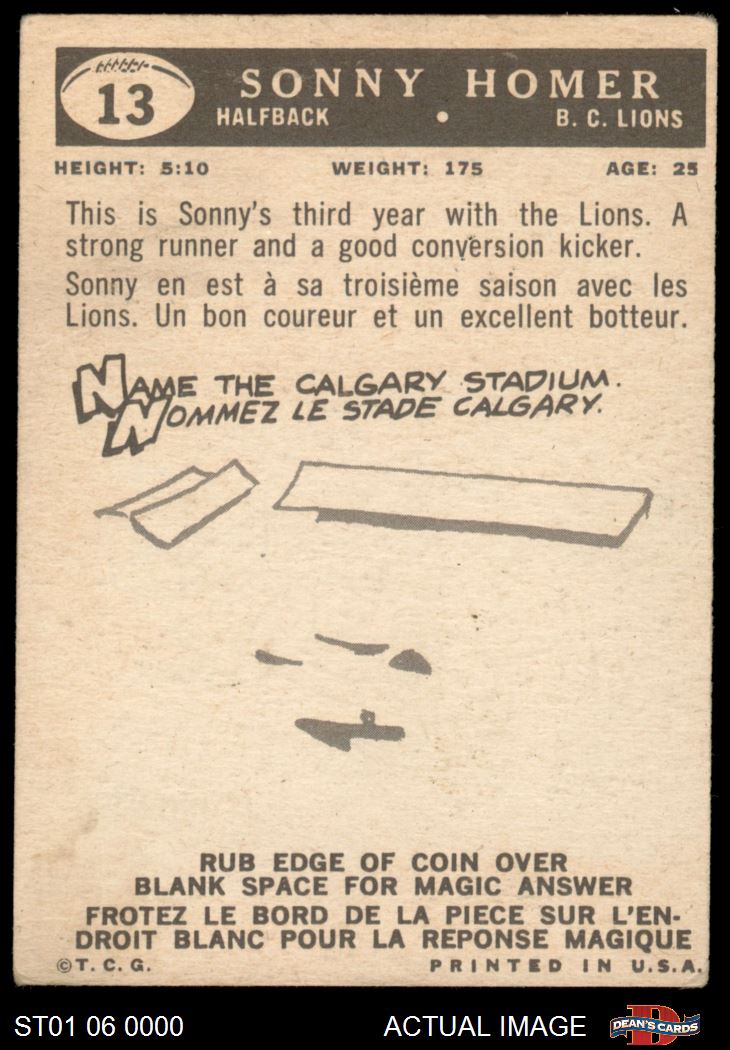 13
SONNY HOMER
HALFBACK • B. C. LIONS
HEIGHT: 5:10 WEIGHT: 175 AGE: 25
This is Sonny's third year with the Lions. A
strong runner and a good conversion kicker.
Sonny en est à sa troisième saison avec les
Lions. Un bon coureur et un excellent botteur.
NAME THE CALGARY STADIUM.
NOMMEZ LE STADE CALGARY.
RUB EDGE OF COIN OVER
BLANK SPACE FOR MAGIC ANSWER
FROTEZ LE BORD DE LA PIECE SUR L'EN-
DROIT BLANC POUR LA REPONSE MAGIQUE
©T. C. G. PRINTED IN U.S.A.
ST01 06 0000 ACTUAL IMAGE DEAN'S CARDS